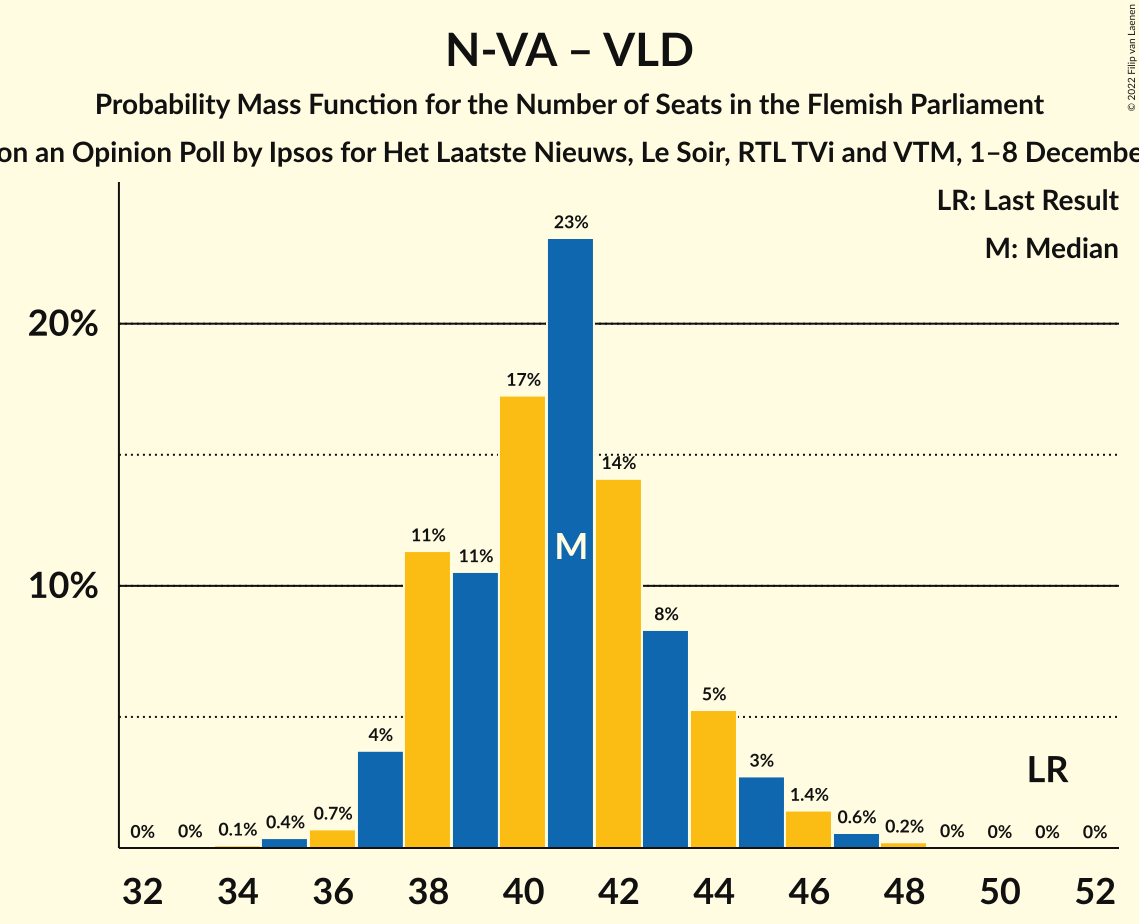 N-VA – VLD
Probability Mass Function for the Number of Seats in the Flemish Parliament
on an Opinion Poll by Ipsos for Het Laatste Nieuws, Le Soir, RTL TVi and VTM, 1–8 Decembe
© 2022 Filip van Laenen
LR: Last Result
M: Median
23%
20%
17%
14%
11%
11%
M
10%
8%
5%
4%
3%
LR
1.4%
0% 0% 0.1% 0.4% 0.7% 0.6% 0.2% 0% 0% 0% 0%
32 34 36 38 40 42 44 46 48 50 52